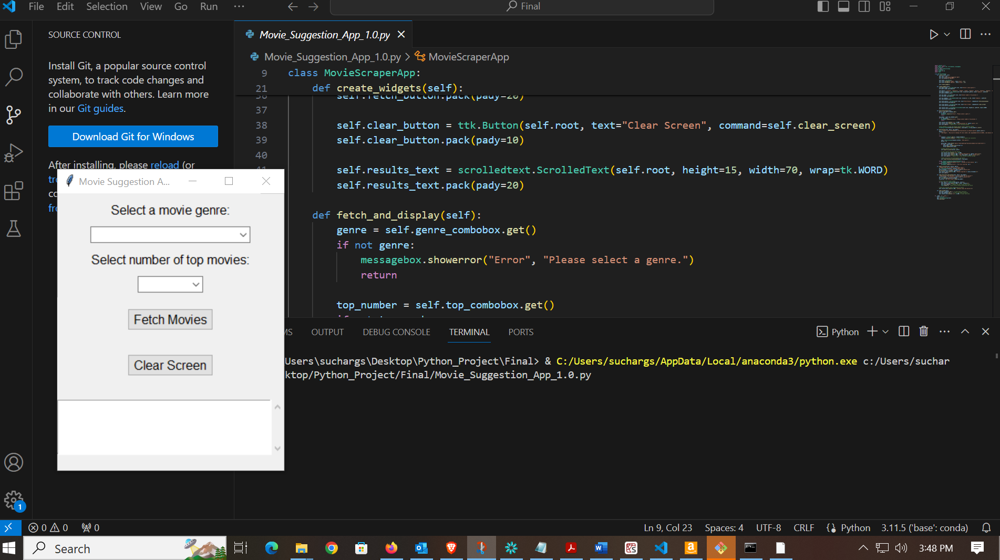 File Edit Selection View Go Run ··· Final
SOURCE CONTROL
Install Git, a popular source control
system, to track code changes and
collaborate with others. Learn more
in our Git guides.
Download Git for Windows
After installing, please reload (or
Movie Suggestion A...
Select a movie genre:
Select number of top movies:
Fetch Movies
Clear Screen
Movie_Suggestion_App_1.0.py
Movie_Suggestion_App_1.0.py > MovieScraperApp
9 class MovieScraperApp:
21 def create_widgets(self):
self.fetch_button.pack(pady=20)
37
38 self.clear_button = ttk.Button(self.root, text="Clear Screen", command=self.clear_screen)
39 self.clear_button.pack(pady=10)
40
self.results_text = scrolledtext.ScrolledText(self.root, height=15, width=70, wrap=tk.WORD)
self.results_text.pack(pady=20)
def fetch_and_display(self):
genre = self.genre_combobox.get()
if not genre:
messagebox.showerror("Error", "Please select a genre.")
return
top_number = self.top_combobox.get()
MS OUTPUT DEBUG CONSOLE TERMINAL PORTS Python
Users\suchargs\Desktop\Python_Project\Final> & C:/Users/suchargs/AppData/Local/anaconda3/python.exe c:/Users/suchar
ktop/Python_Project/Final/Movie_Suggestion_App_1.0.py
1
0 0 0 Ln 9, Col 23 Spaces: 4 UTF-8 CRLF Python 3.11.5 ('base': conda)
Search 3:48 PM